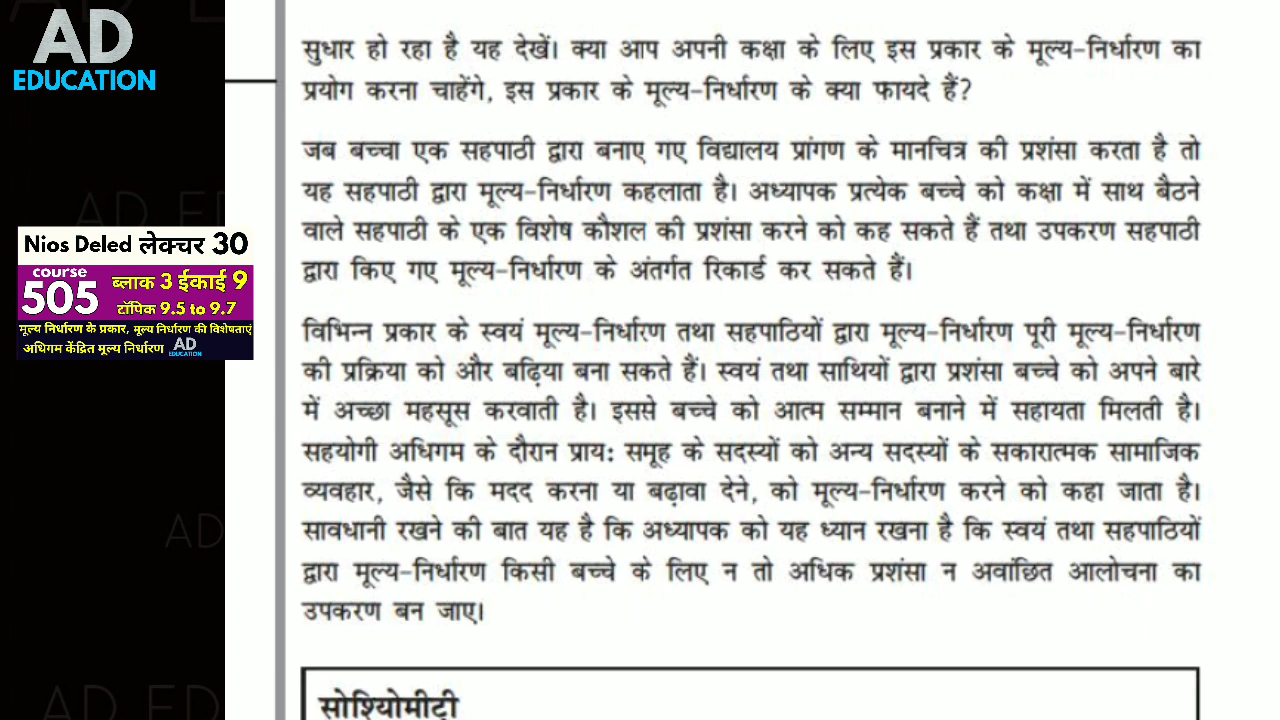 AD
EDUCATION
Nios Deled लेक्चर 30
course
505
ब्लाक 3 ईकाई 9
टॉपिक 9.5 to 9.7
मूल्य निर्धारण के प्रकार, मूल्य निर्धारण की विशेषताएं
अधिगम केंद्रित मूल्य निर्धारण
AD
EDUCATION
सुधार हो रहा है यह देखें। क्या आप अपनी कक्षा के लिए इस प्रकार के मूल्य-निर्धारण का
प्रयोग करना चाहेंगे, इस प्रकार के मूल्य-निर्धारण के क्या फायदे हैं?
जब बच्चा एक सहपाठी द्वारा बनाए गए विद्यालय प्रांगण के मानचित्र की प्रशंसा करता है तो
यह सहपाठी द्वारा मूल्य-निर्धारण कहलाता है। अध्यापक प्रत्येक बच्चे को कक्षा में साथ बैठने
वाले सहपाठी के एक विशेष कौशल की प्रशंसा करने को कह सकते हैं तथा उपकरण सहपाठी
द्वारा किए गए मूल्य-निर्धारण के अंतर्गत रिकार्ड कर सकते हैं।
विभिन्न प्रकार के स्वयं मूल्य-निर्धारण तथा सहपाठियों द्वारा मूल्य-निर्धारण पूरी मूल्य-निर्धारण
की प्रक्रिया को और बढ़िया बना सकते हैं। स्वयं तथा साथियों द्वारा प्रशंसा बच्चे को अपने बारे
में अच्छा महसूस करवाती है। इससे बच्चे को आत्म सम्मान बनाने में सहायता मिलती है।
सहयोगी अधिगम के दौरान प्राय: समूह के सदस्यों को अन्य सदस्यों के सकारात्मक सामाजिक
व्यवहार, जैसे कि मदद करना या बढ़ावा देने, को मूल्य-निर्धारण करने को कहा जाता है।
सावधानी रखने की बात यह है कि अध्यापक को यह ध्यान रखना है कि स्वयं तथा सहपाठियों
द्वारा मूल्य-निर्धारण किसी बच्चे के लिए न तो अधिक प्रशंसा न अवांछित आलोचना का
उपकरण बन जाए।
सोशियोमीट्री
AD
AD ED
AD ED